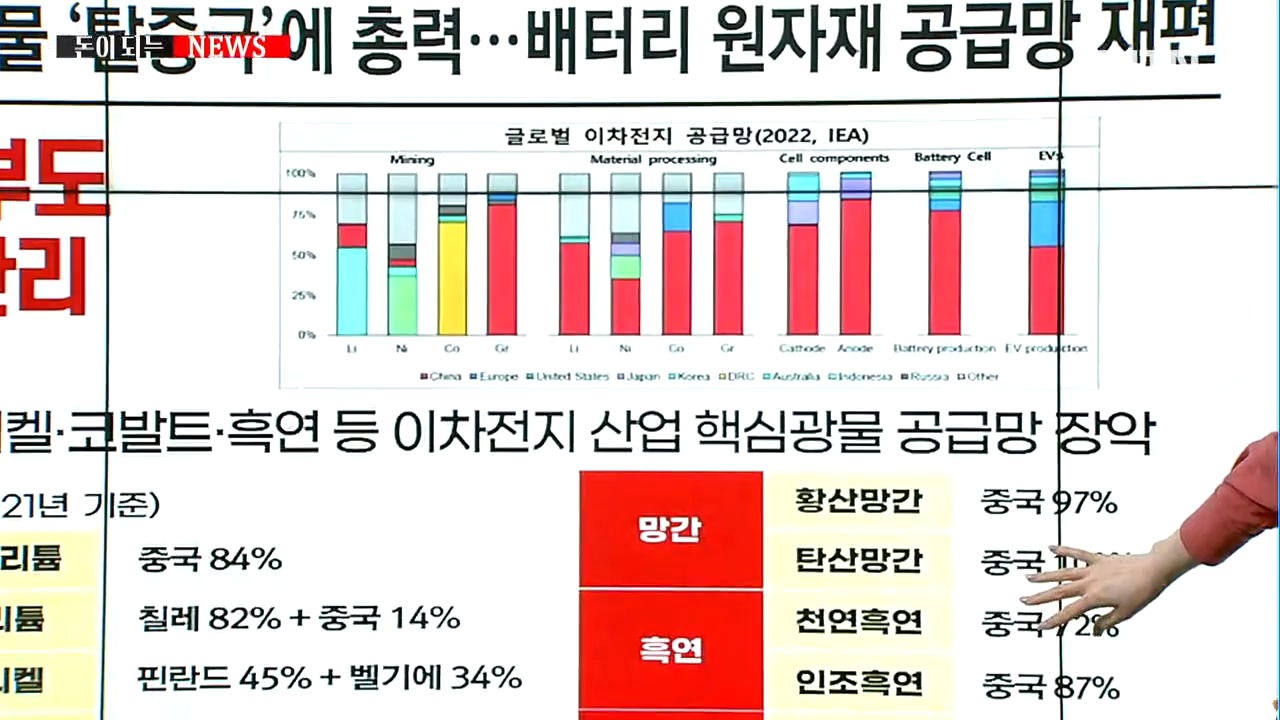 물 '탈중국'에 총력…배터리 원자재 공급망 재편
돈이 되는 NEWS
부도
관리
글로벌 이차전지 공급망(2022, IEA)
Mining
Material processing
Cell components
Battery Cell
EVs
100%
75%
50%
25%
0%
Li Ni Co Gr Li Ni Co Gr Cathode Anode Battery production EV production
China Europe United States Japan Korea DRC Australia Indonesia Russia Other
켈·코발트·흑연 등 이차전지 산업 핵심광물 공급망 장악
21년 기준)
리튬 중국 84%
리튬 칠레 82% + 중국 14%
켈 핀란드 45% + 벨기에 34%
망간
황산망간 중국 97%
탄산망간 중국
흑연
천연흑연 중국 72%
인조흑연 중국 87%